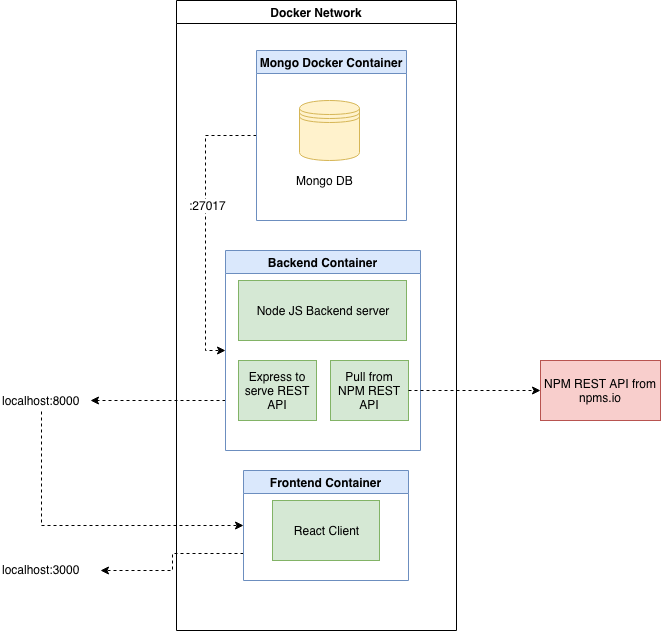 Docker Network
Mongo Docker Container
Mongo DB
:27017
Backend Container
Node JS Backend server
Express to
serve REST
API
Pull from
NPM REST
API
NPM REST API from
npms.io
localhost:8000
Frontend Container
React Client
localhost:3000